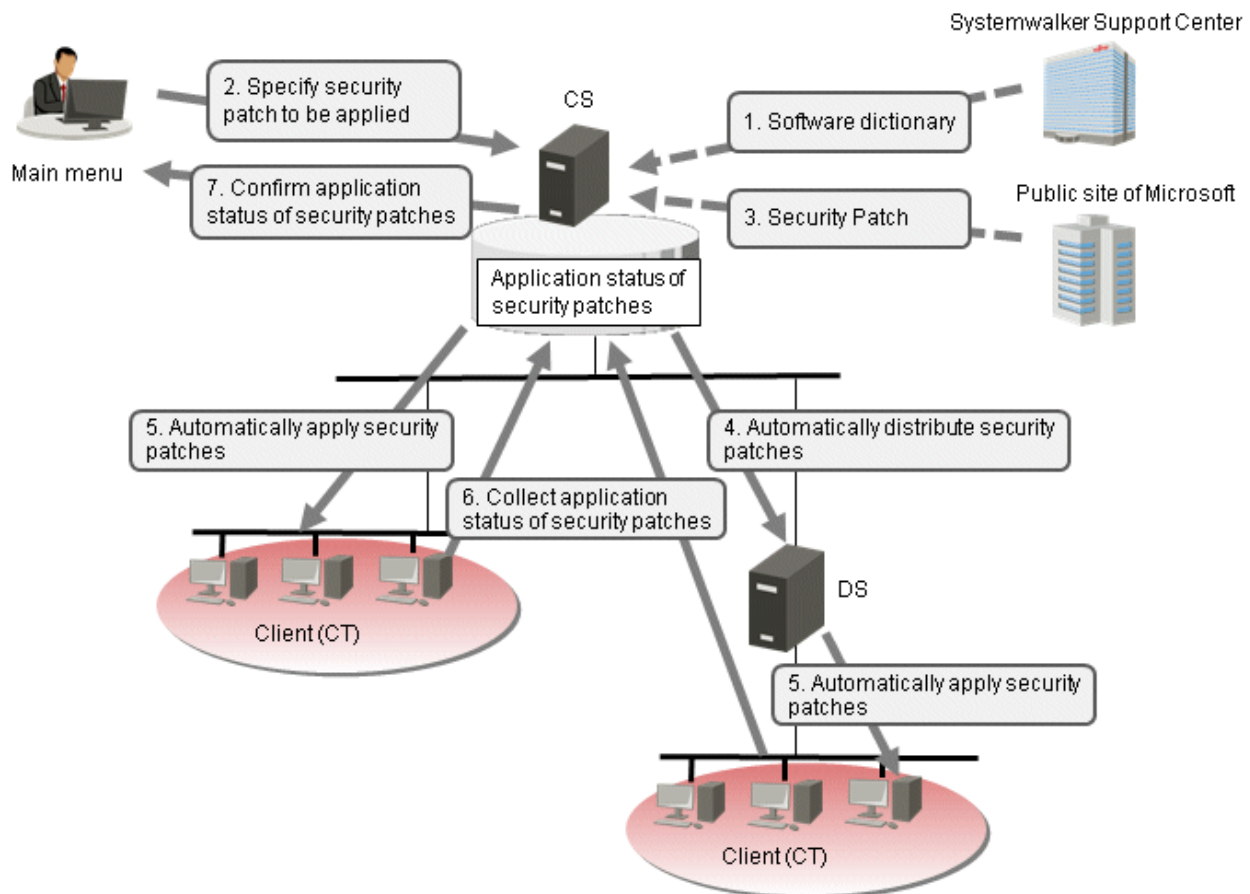 Systemwalker Support Center
2. Specify security
patch to be applied
CS
1. Software dictionary
Main menu
7. Confirm application
status of security patches
3. Security Patch
Public site of Microsoft
Application status of
security patches
5. Automatically apply security
patches
4. Automatically distribute security
patches
6. Collect application
status of security patches
Client (CT)
DS
5. Automatically apply security
patches
Client (CT)